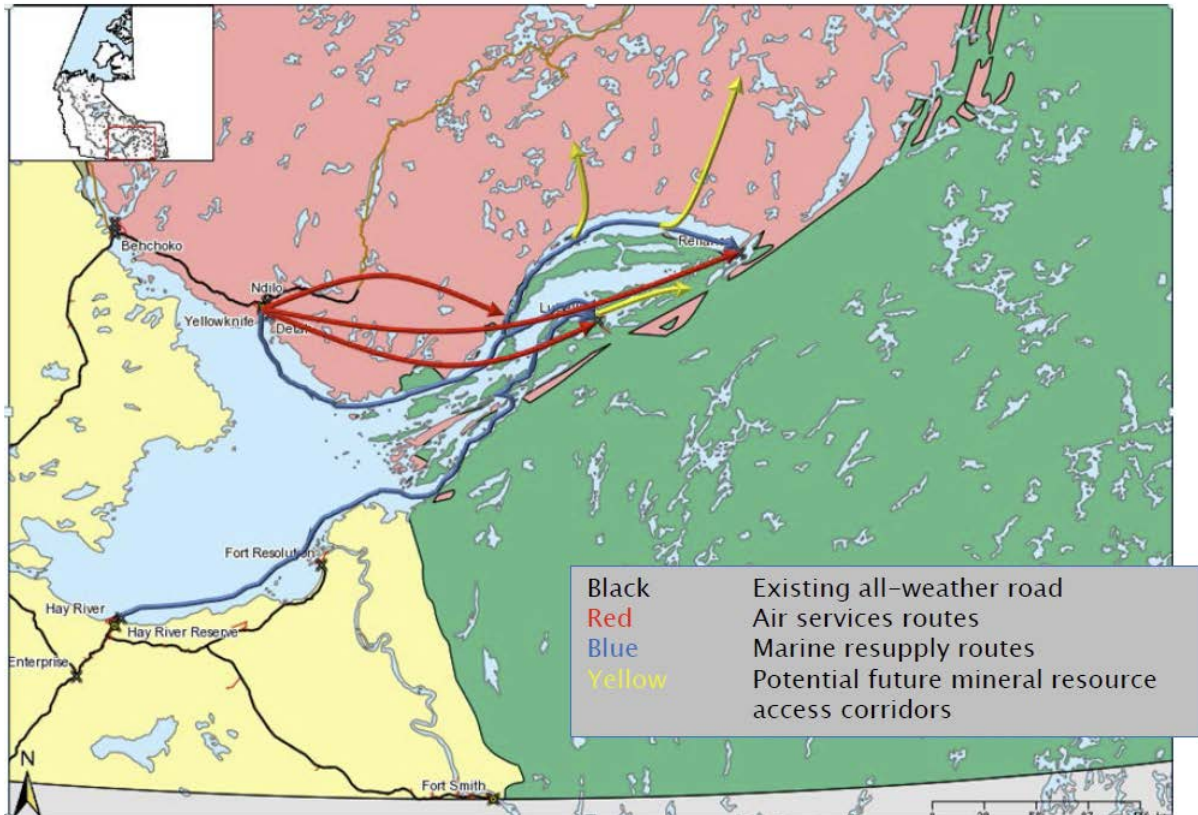 Behchoko
Ndilo
Yellowknife
Reliance
Fort Resolution
Hay River
Hay River Reserve
Enterprise
Fort Smith
N
Black Existing all-weather road
Red Air services routes
Blue Marine resupply routes
Yellow Potential future mineral resource
access corridors